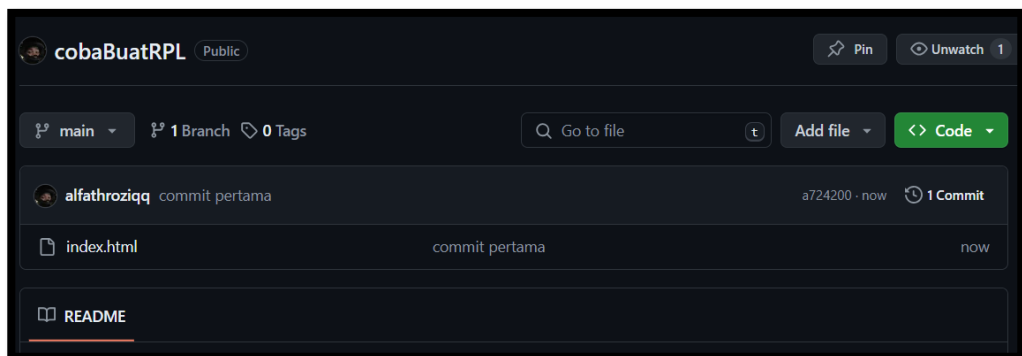 cobaBuatRPL Public Pin Unwatch 1
main 1 Branch 0 Tags Go to file t Add file <> Code
alfathroziqq commit pertama a724200 · now 1 Commit
index.html commit pertama now
README